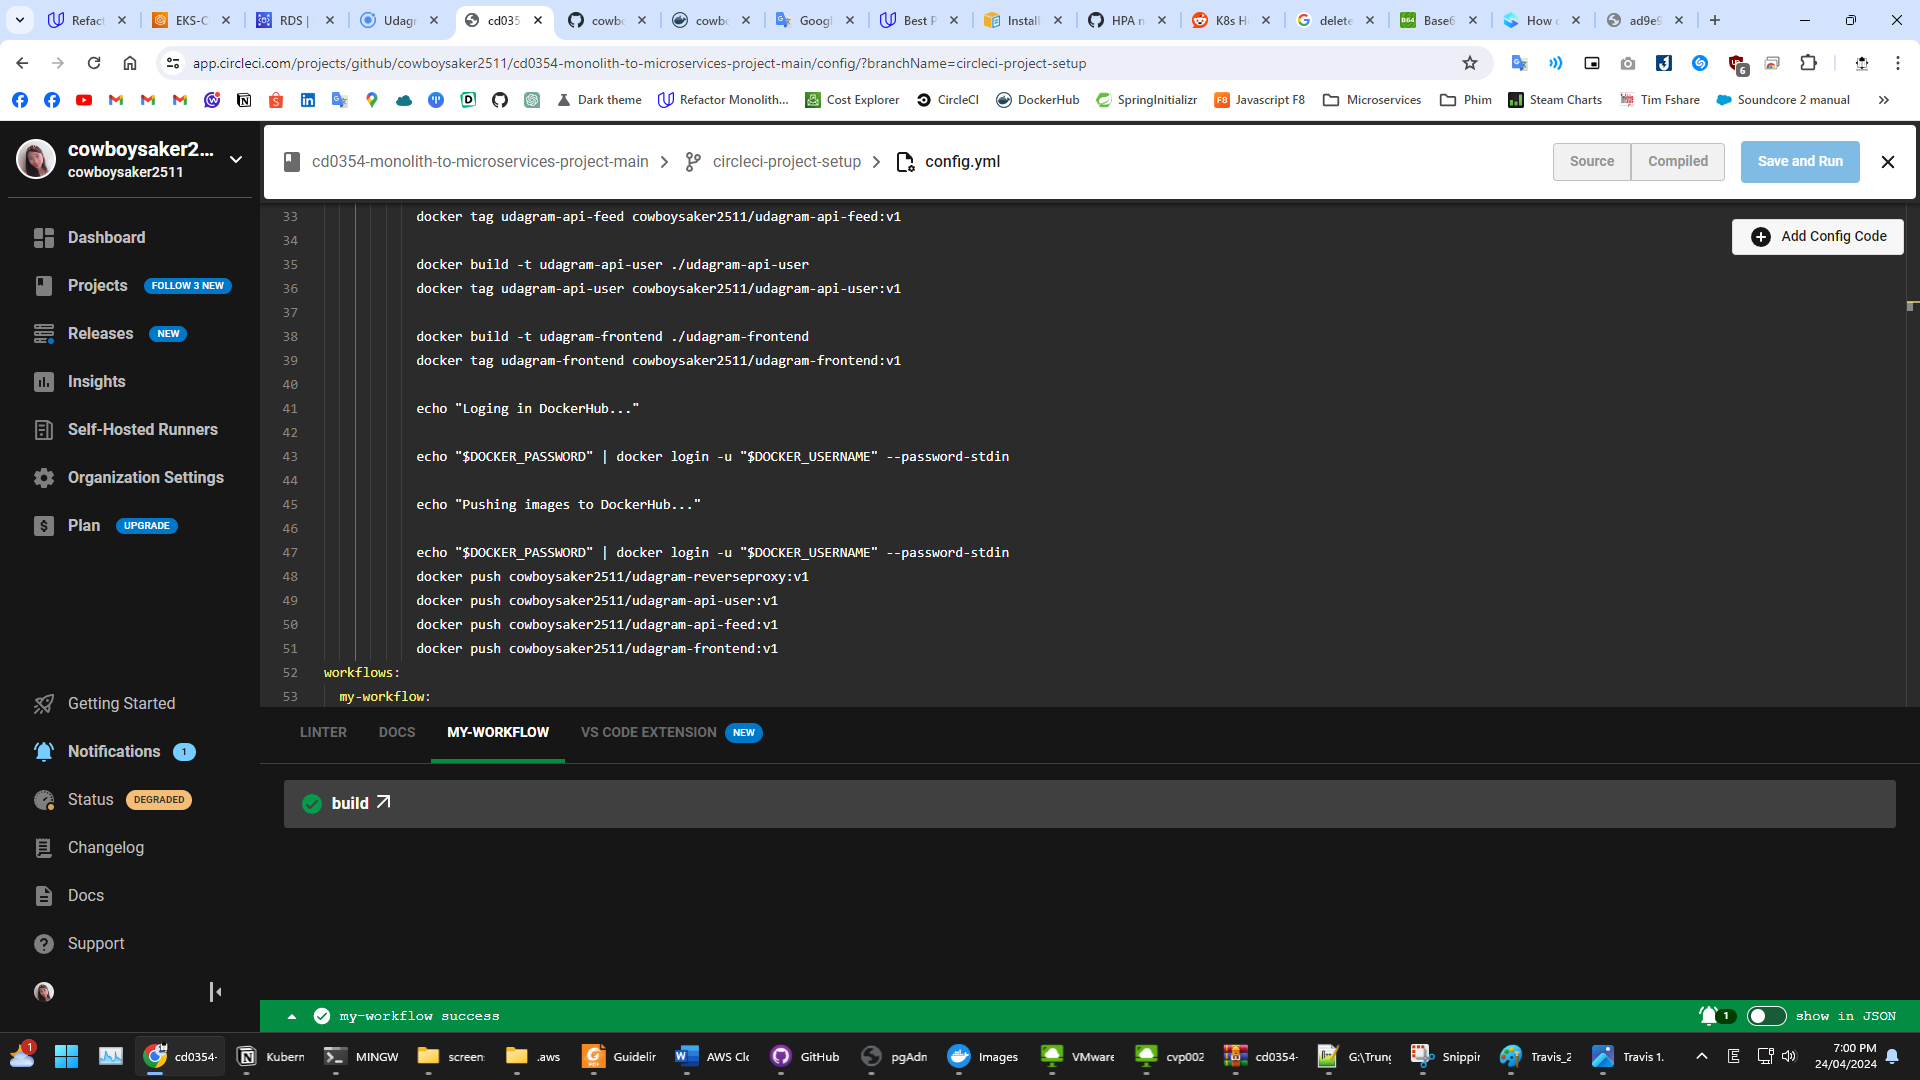 Refact
EKS-C
RDS |
Udagr
cd035
cowbo
cowbo
Googl
Best P
Install
HPA n
K8s H
delete
Base6
How c
ad9e9
app.circleci.com/projects/github/cowboysaker2511/cd0354-monolith-to-microservices-project-main/config/?branchName=circleci-project-setup
6
Dark theme
Refactor Monolith...
Cost Explorer
CircleCI
DockerHub
SpringInitializr
Javascript F8
Microservices
Phim
Steam Charts
Tim Fshare
Soundcore 2 manual
cowboysaker2...
cowboysaker2511
Dashboard
Projects FOLLOW 3 NEW
Releases NEW
Insights
Self-Hosted Runners
Organization Settings
Plan UPGRADE
Getting Started
Notifications 1
Status DEGRADED
Changelog
Docs
Support
cd0354-monolith-to-microservices-project-main
circleci-project-setup
config.yml
Source
Compiled
Save and Run
Add Config Code
33 docker tag udagram-api-feed cowboysaker2511/udagram-api-feed:v1
34
35 docker build -t udagram-api-user ./udagram-api-user
36 docker tag udagram-api-user cowboysaker2511/udagram-api-user:v1
37
38 docker build -t udagram-frontend ./udagram-frontend
39 docker tag udagram-frontend cowboysaker2511/udagram-frontend:v1
40
41 echo "Loging in DockerHub..."
42
43 echo "$DOCKER_PASSWORD" | docker login -u "$DOCKER_USERNAME" --password-stdin
44
45 echo "Pushing images to DockerHub..."
46
47 echo "$DOCKER_PASSWORD" | docker login -u "$DOCKER_USERNAME" --password-stdin
48 docker push cowboysaker2511/udagram-reverseproxy:v1
49 docker push cowboysaker2511/udagram-api-user:v1
50 docker push cowboysaker2511/udagram-api-feed:v1
51 docker push cowboysaker2511/udagram-frontend:v1
52 workflows:
53 my-workflow:
LINTER
DOCS
MY-WORKFLOW
VS CODE EXTENSION NEW
build
my-workflow success
1
show in JSON
1
cd0354-
Kubern
MINGW
screen
.aws
Guidelin
AWS Clc
GitHub
pgAdn
Images
VMware
cvp002
cd0354-
G:\Trung
Snippin
Travis_2
Travis 1.
7:00 PM
24/04/2024